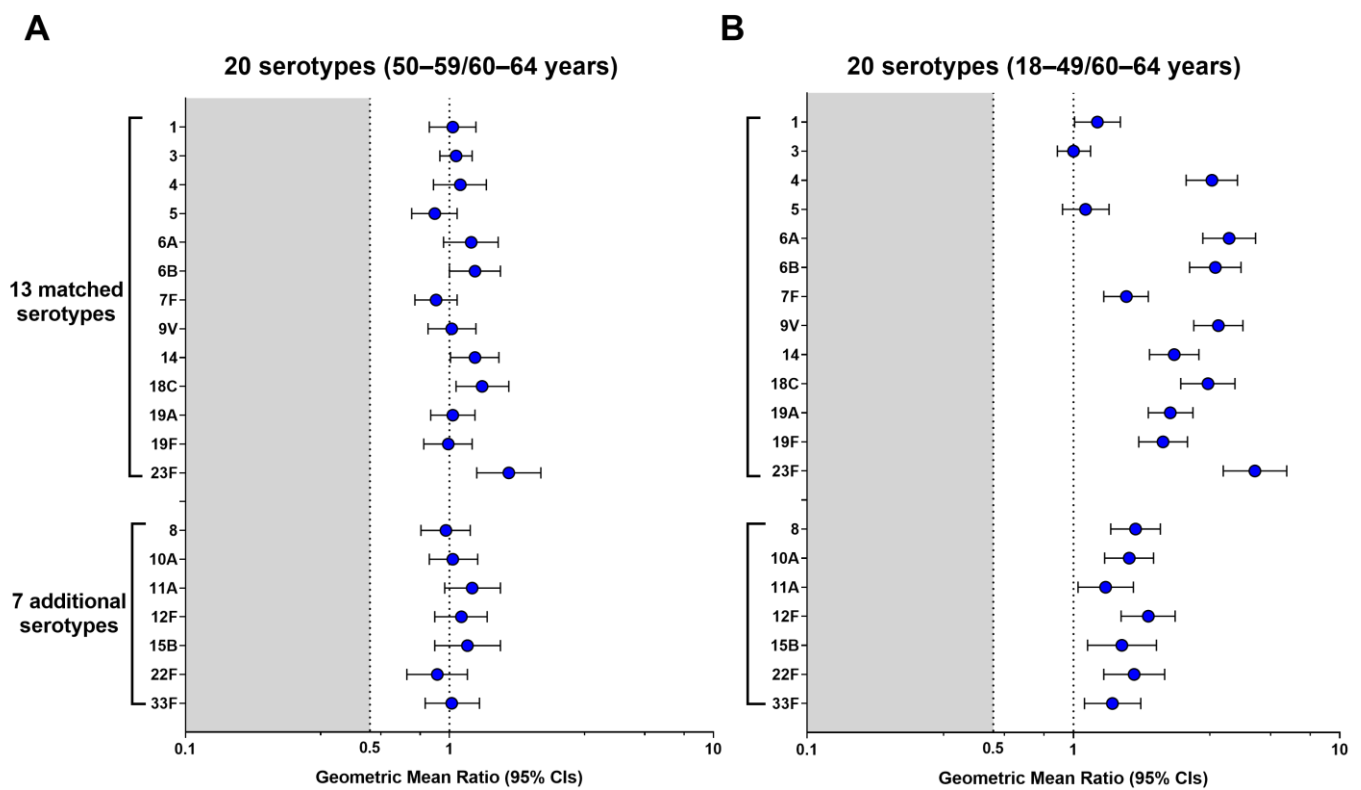 A
20 serotypes (50–59/60–64 years)
13 matched
serotypes
1
3
4
5
6A
6B
7F
9V
14
18C
19A
19F
23F
7 additional
serotypes
8
10A
11A
12F
15B
22F
33F
0.1
0.5
1
10
Geometric Mean Ratio (95% CIs)
B
20 serotypes (18–49/60–64 years)
1
3
4
5
6A
6B
7F
9V
14
18C
19A
19F
23F
8
10A
11A
12F
15B
22F
33F
0.1
0.5
1
10
Geometric Mean Ratio (95% CIs)